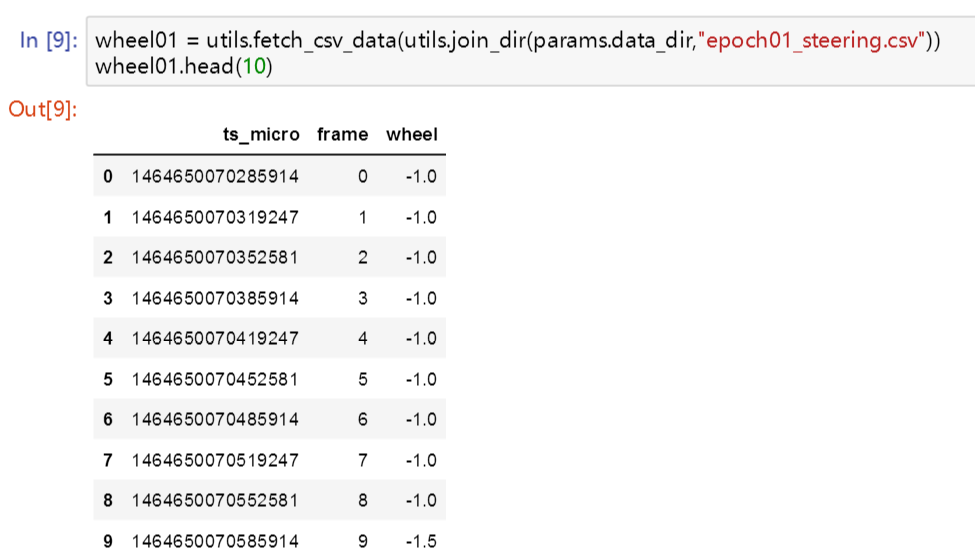 In [9]: wheel01 = utils.fetch_csv_data(utils.join_dir(params.data_dir,"epoch01_steering.csv"))
wheel01.head(10)
Out[9]:
ts_micro frame wheel
0 1464650070285914 0 -1.0
1 1464650070319247 1 -1.0
2 1464650070352581 2 -1.0
3 1464650070385914 3 -1.0
4 1464650070419247 4 -1.0
5 1464650070452581 5 -1.0
6 1464650070485914 6 -1.0
7 1464650070519247 7 -1.0
8 1464650070552581 8 -1.0
9 1464650070585914 9 -1.5